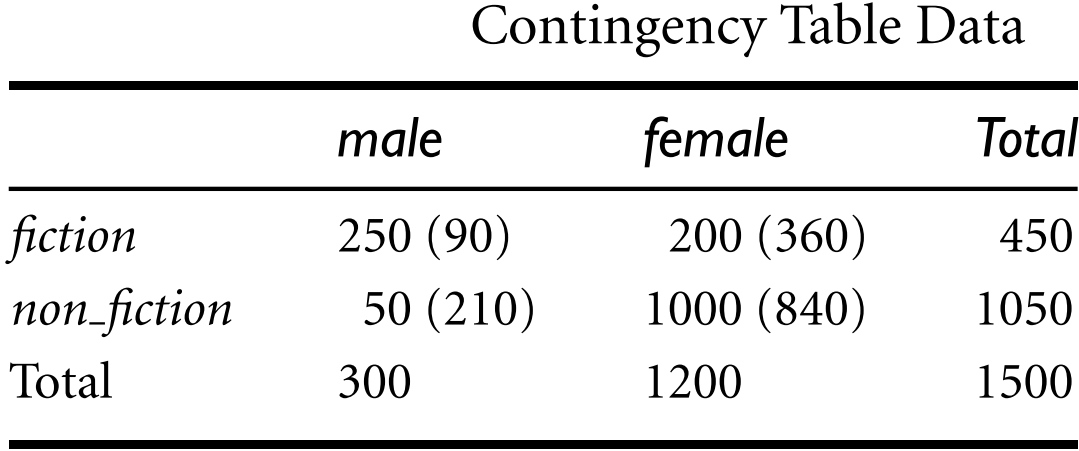 Contingency Table Data
male female Total
fiction 250 (90) 200 (360) 450
non_fiction 50 (210) 1000 (840) 1050
Total 300 1200 1500